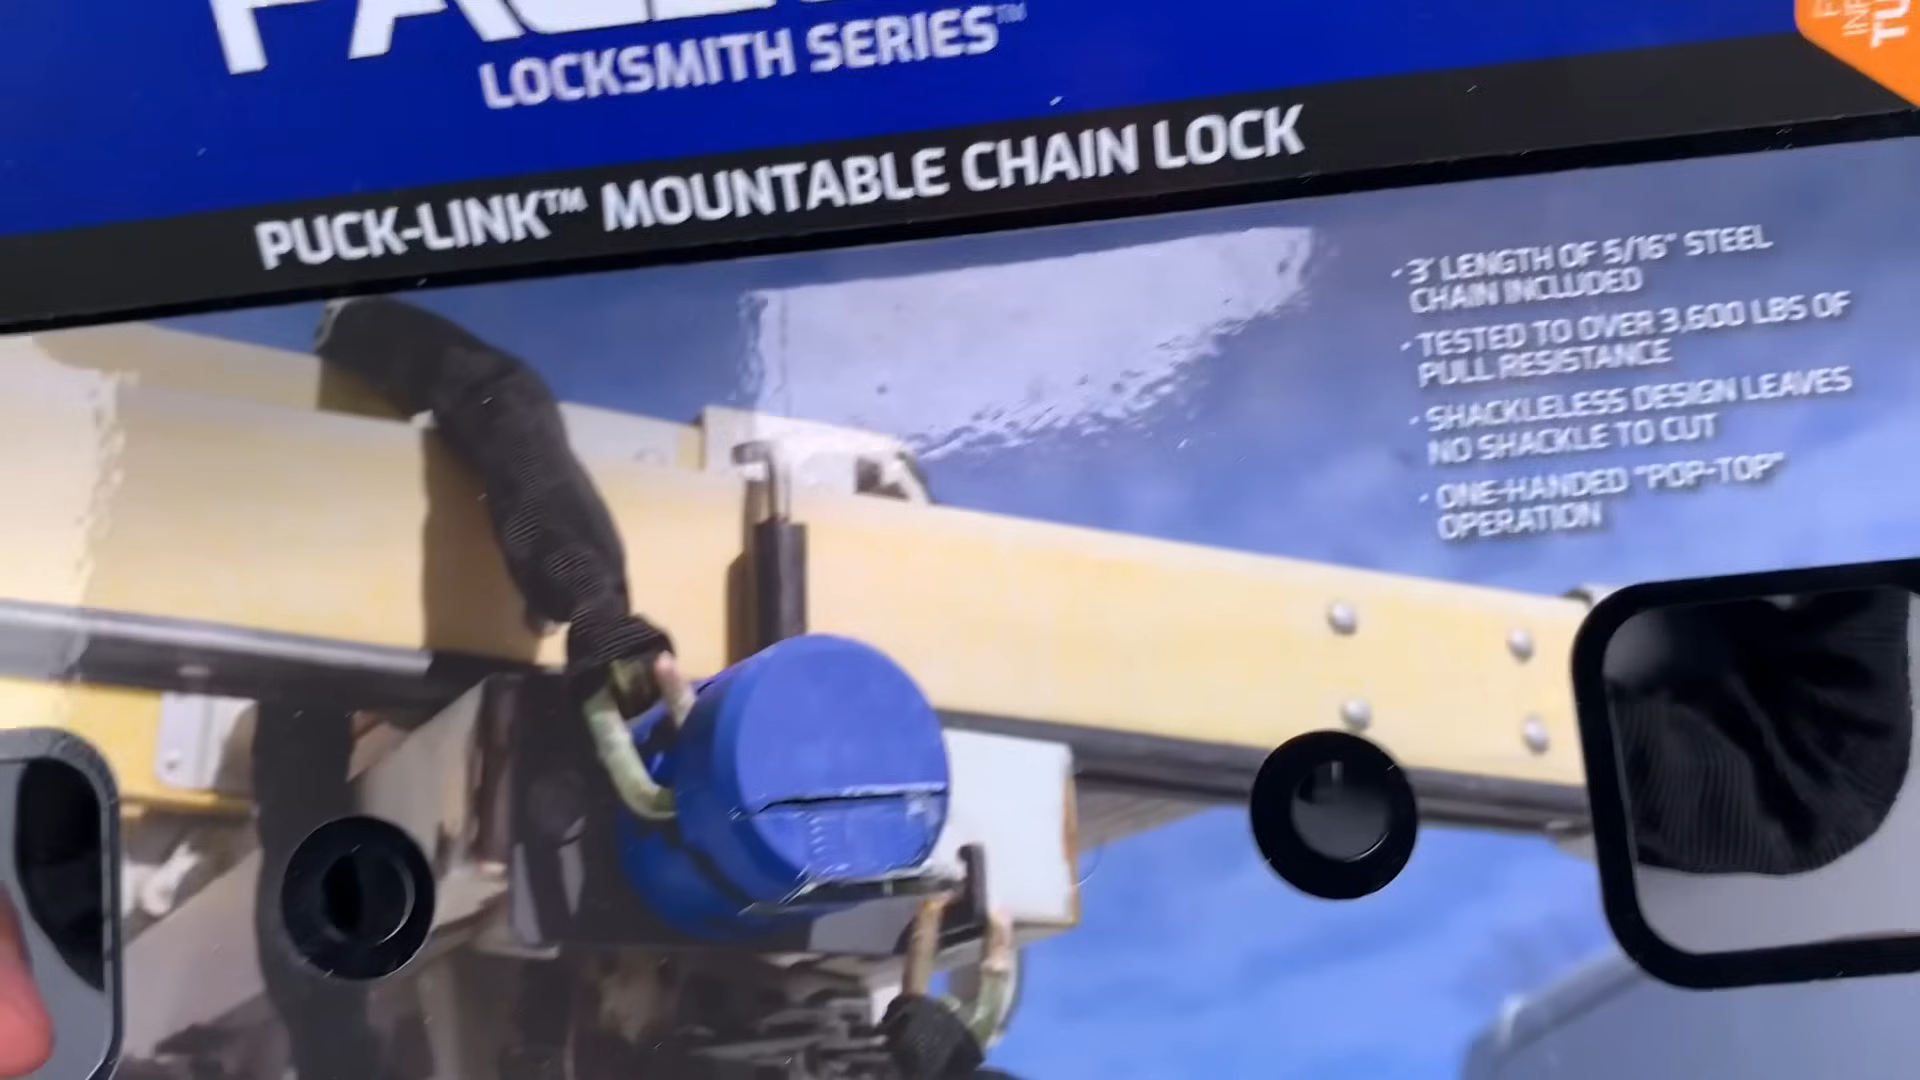 LOCKSMITH SERIES™
PUCK-LINK™ MOUNTABLE CHAIN LOCK
• 3' LENGTH OF 5/16" STEEL
CHAIN INCLUDED
• TESTED TO OVER 3,600 LBS OF
PULL RESISTANCE
• SHACKLELESS DESIGN LEAVES
NO SHACKLE TO CUT
• ONE-HANDED "POP-TOP"
OPERATION